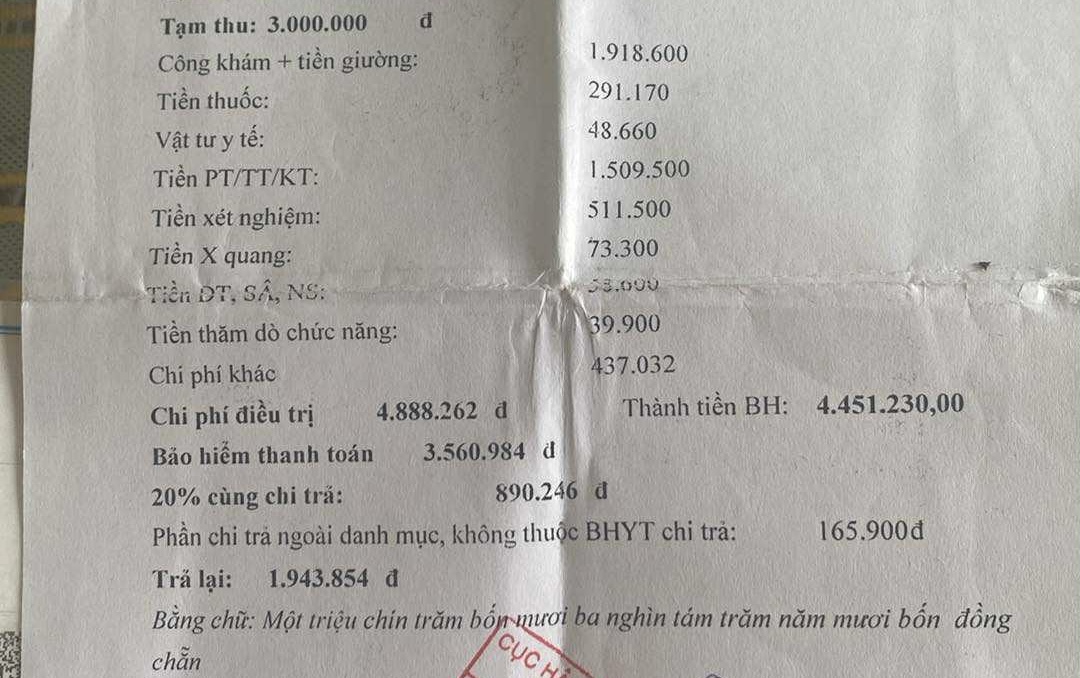 Tạm thu: 3.000.000 đ
Công khám + tiền giường: 1.918.600
Tiền thuốc: 291.170
Vật tư y tế: 48.660
Tiền PT/TT/KT: 1.509.500
Tiền xét nghiệm: 511.500
Tiền X quang: 73.300
Tiền ĐT, SÂ, NS: 58.600
Tiền thăm dò chức năng: 39.900
Chi phí khác 437.032
Chi phí điều trị 4.888.262 đ Thành tiền BH: 4.451.230,00
Bảo hiểm thanh toán 3.560.984 đ
20% cùng chi trả: 890.246 đ
Phần chi trả ngoài danh mục, không thuộc BHYT chi trả: 165.900đ
Trả lại: 1.943.854 đ
Bằng chữ: Một triệu chín trăm bốn mươi ba nghìn tám trăm năm mươi bốn đồng
chẵn
CỤC